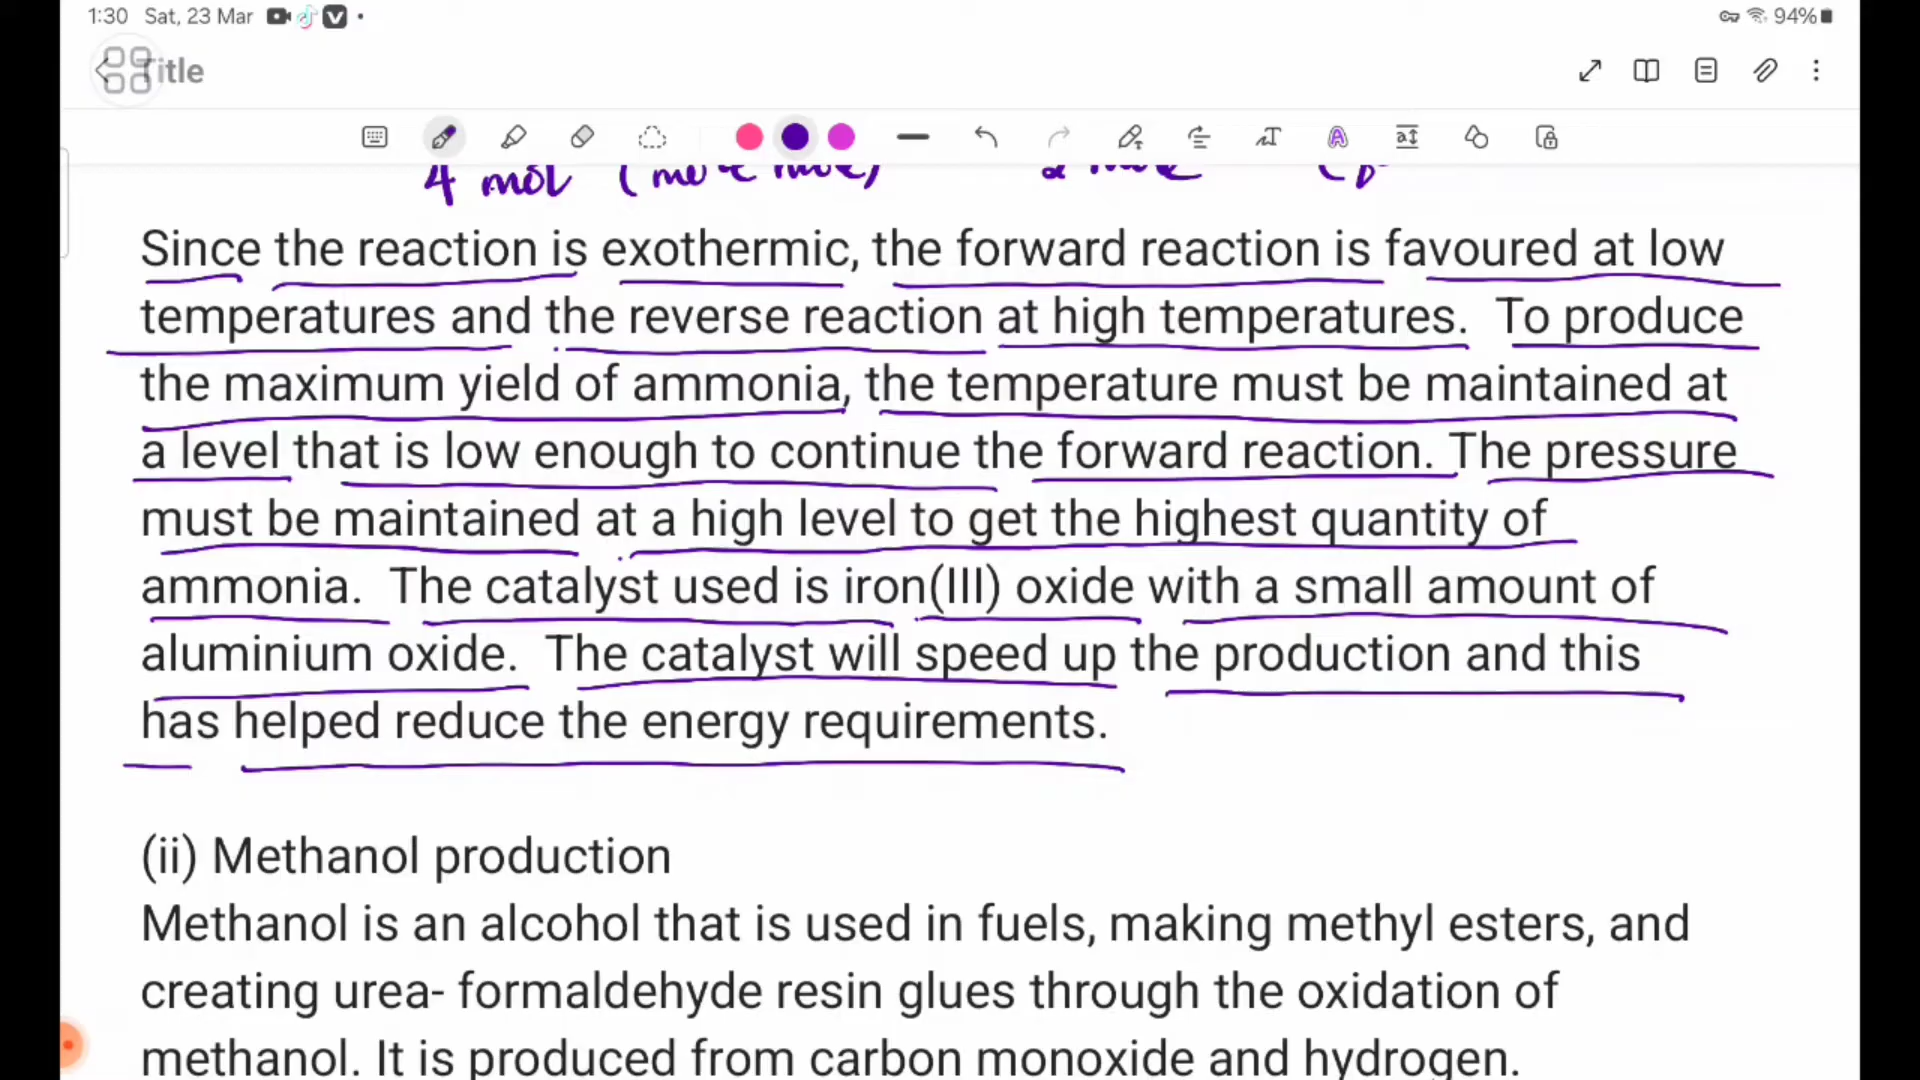 1:30 Sat, 23 Mar
94%
Title
4 mol (more mole)
Since the reaction is exothermic, the forward reaction is favoured at low
temperatures and the reverse reaction at high temperatures. To produce
the maximum yield of ammonia, the temperature must be maintained at
a level that is low enough to continue the forward reaction. The pressure
must be maintained at a high level to get the highest quantity of
ammonia. The catalyst used is iron(III) oxide with a small amount of
aluminium oxide. The catalyst will speed up the production and this
has helped reduce the energy requirements.
(ii) Methanol production
Methanol is an alcohol that is used in fuels, making methyl esters, and
creating urea- formaldehyde resin glues through the oxidation of
methanol. It is produced from carbon monoxide and hydrogen.